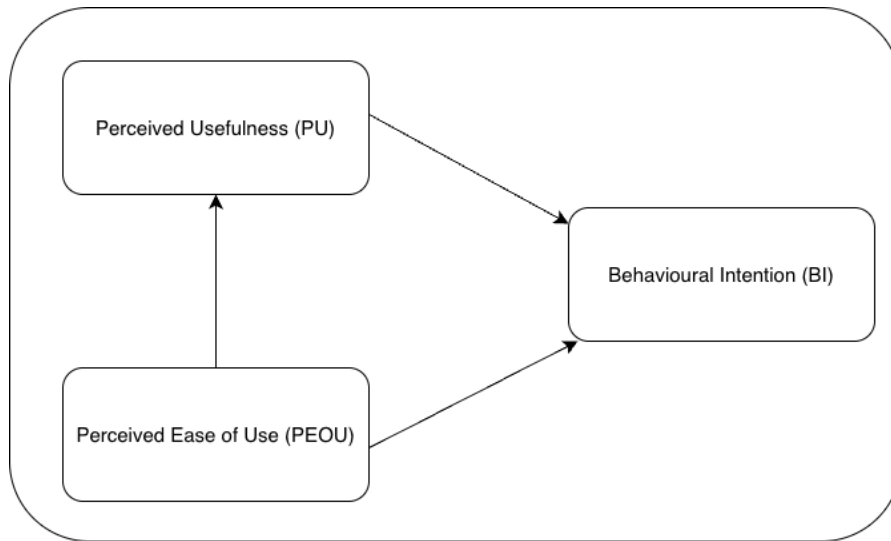 Perceived Usefulness (PU)
Behavioural Intention (BI)
Perceived Ease of Use (PEOU)